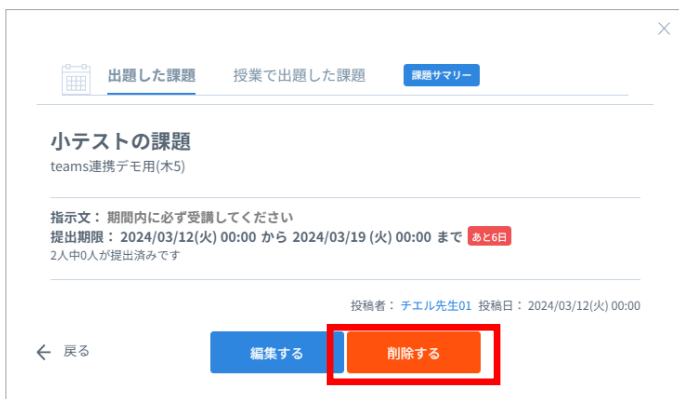 出題した課題 授業で出題した課題 課題サマリー
小テストの課題
teams連携デモ用(木5)
指示文： 期間内に必ず受講してください
提出期限： 2024/03/12(火) 00:00 から 2024/03/19 (火) 00:00 まで あと6日
2人中0人が提出済みです
投稿者： チエル先生01 投稿日： 2024/03/12(火) 00:00
← 戻る 編集する 削除する